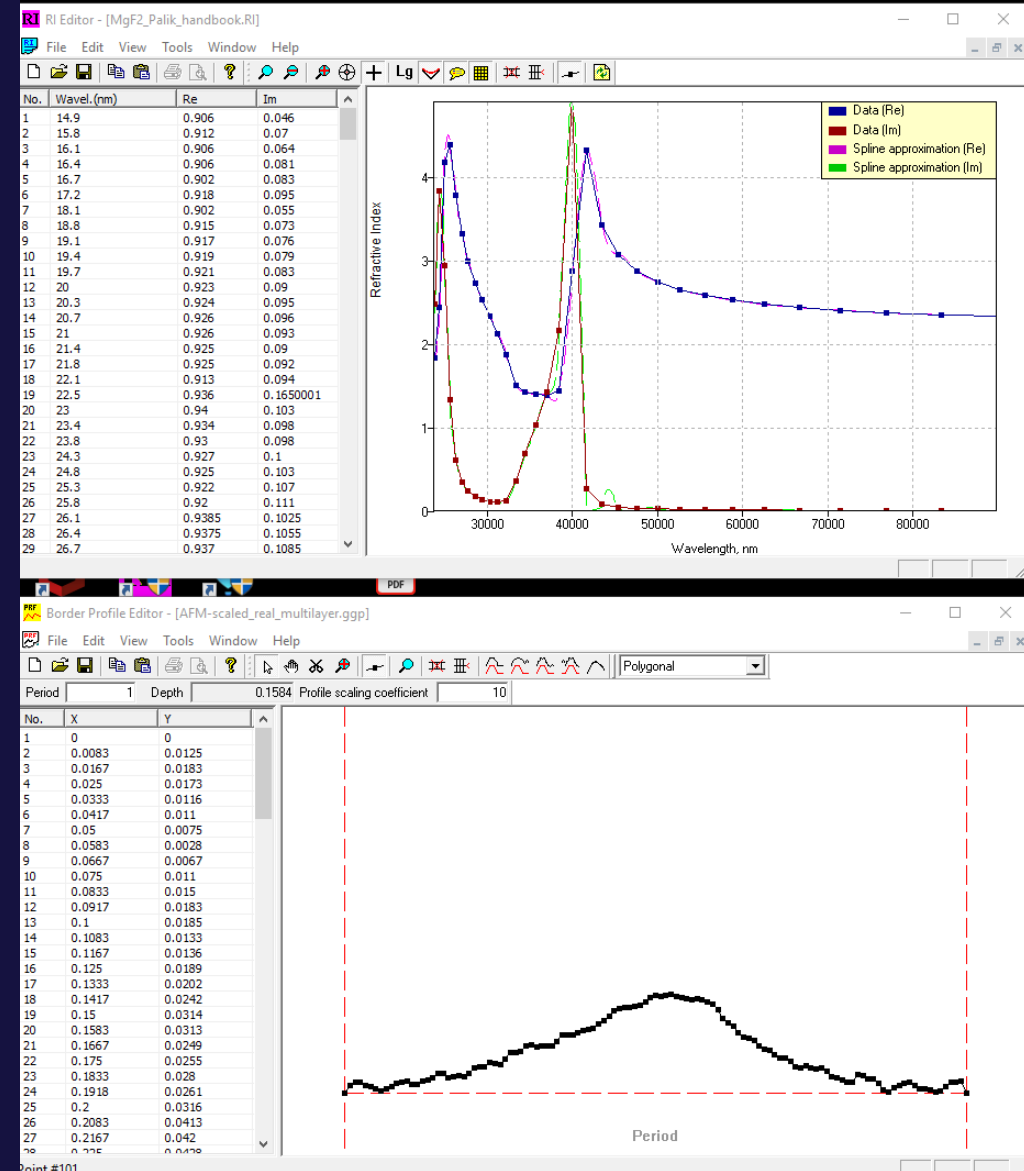 RI RI Editor - [MgF2_Palik_handbook.RI]
RI File Edit View Tools Window Help
Lg
No. Wavel.(nm) Re Im
1 14.9 0.906 0.046
2 15.8 0.912 0.07
3 16.1 0.906 0.064
4 16.4 0.906 0.081
5 16.7 0.902 0.083
6 17.2 0.918 0.095
7 18.1 0.902 0.055
8 18.8 0.915 0.073
9 19.1 0.917 0.076
10 19.4 0.919 0.079
11 19.7 0.921 0.083
12 20 0.923 0.09
13 20.3 0.924 0.095
14 20.7 0.926 0.096
15 21 0.926 0.093
16 21.4 0.925 0.09
17 21.8 0.925 0.092
18 22.1 0.913 0.094
19 22.5 0.936 0.1650001
20 23 0.94 0.103
21 23.4 0.934 0.098
22 23.8 0.93 0.098
23 24.3 0.927 0.1
24 24.8 0.925 0.103
25 25.3 0.922 0.107
26 25.8 0.92 0.111
27 26.1 0.9385 0.1025
28 26.4 0.9375 0.1055
29 26.7 0.937 0.1085
Data (Re)
Data (Im)
Spline approximation (Re)
Spline approximation (Im)
Refractive Index
4
3
2
1
0
30000 40000 50000 60000 70000 80000
Wavelength, nm
PDF
PRF Border Profile Editor - [AFM-scaled_real_multilayer.ggp]
PRF File Edit View Tools Window Help
Polygonal
Period 1 Depth 0.1584 Profile scaling coefficient 10
No. X Y
1 0 0
2 0.0083 0.0125
3 0.0167 0.0183
4 0.025 0.0173
5 0.0333 0.0116
6 0.0417 0.011
7 0.05 0.0075
8 0.0583 0.0028
9 0.0667 0.0067
10 0.075 0.011
11 0.0833 0.015
12 0.0917 0.0183
13 0.1 0.0185
14 0.1083 0.0133
15 0.1167 0.0136
16 0.125 0.0189
17 0.1333 0.0202
18 0.1417 0.0242
19 0.15 0.0314
20 0.1583 0.0313
21 0.1667 0.0249
22 0.175 0.0255
23 0.1833 0.028
24 0.1918 0.0261
25 0.2 0.0316
26 0.2083 0.0413
27 0.2167 0.042
28 0.225 0.0428
Period
Point #101